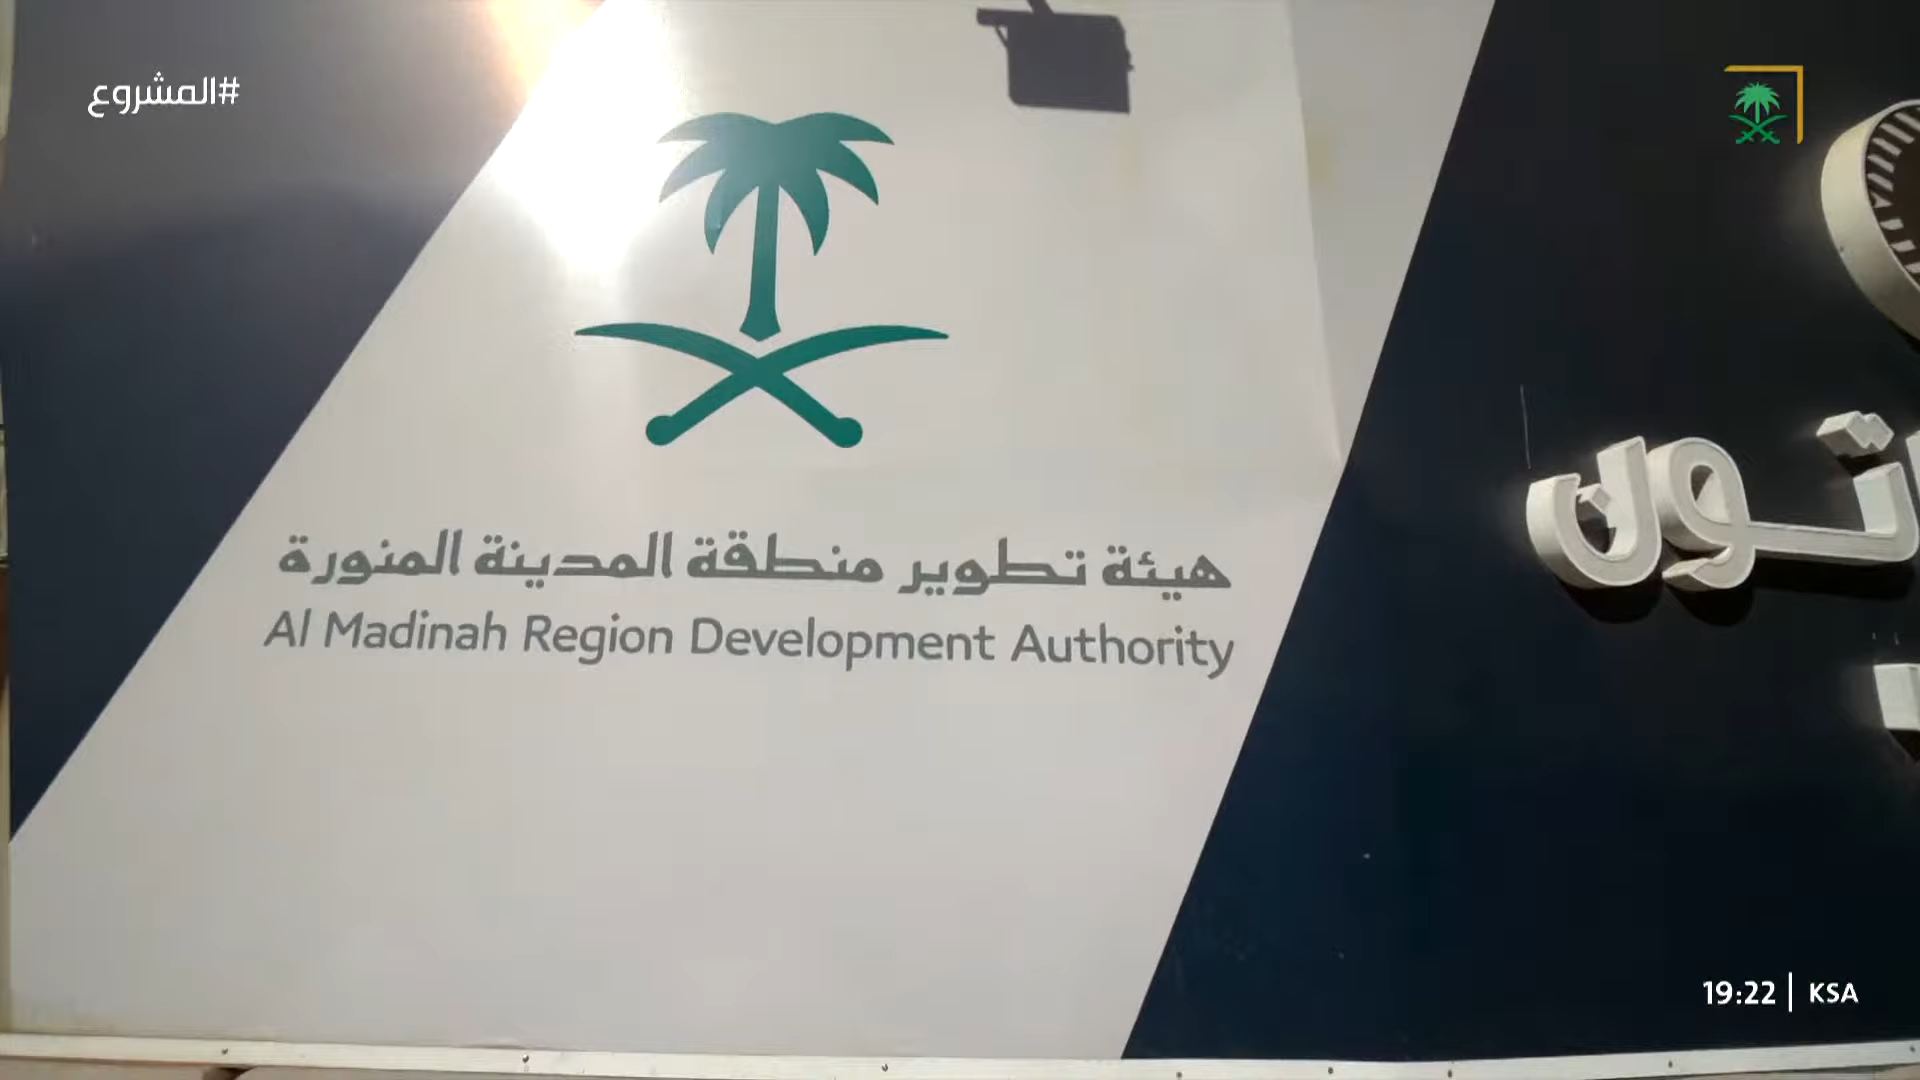 #المشروع
هيئة تطوير منطقة المدينة المنورة
Al Madinah Region Development Authority
19:22 | KSA